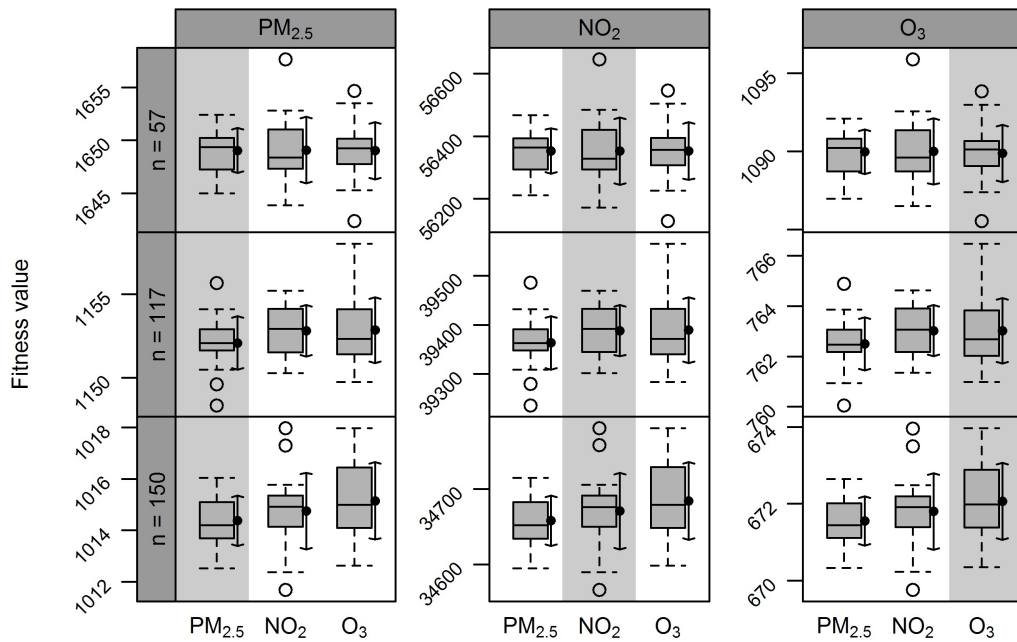 PM2.5
NO2
O3
Fitness value
n = 57
1655
1650
1645
56600
56400
56200
1095
1090
n = 117
1155
1150
39500
39400
39300
766
764
762
760
n = 150
1018
1016
1014
1012
34700
34600
674
672
670
PM2.5 NO2 O3
PM2.5 NO2 O3
PM2.5 NO2 O3